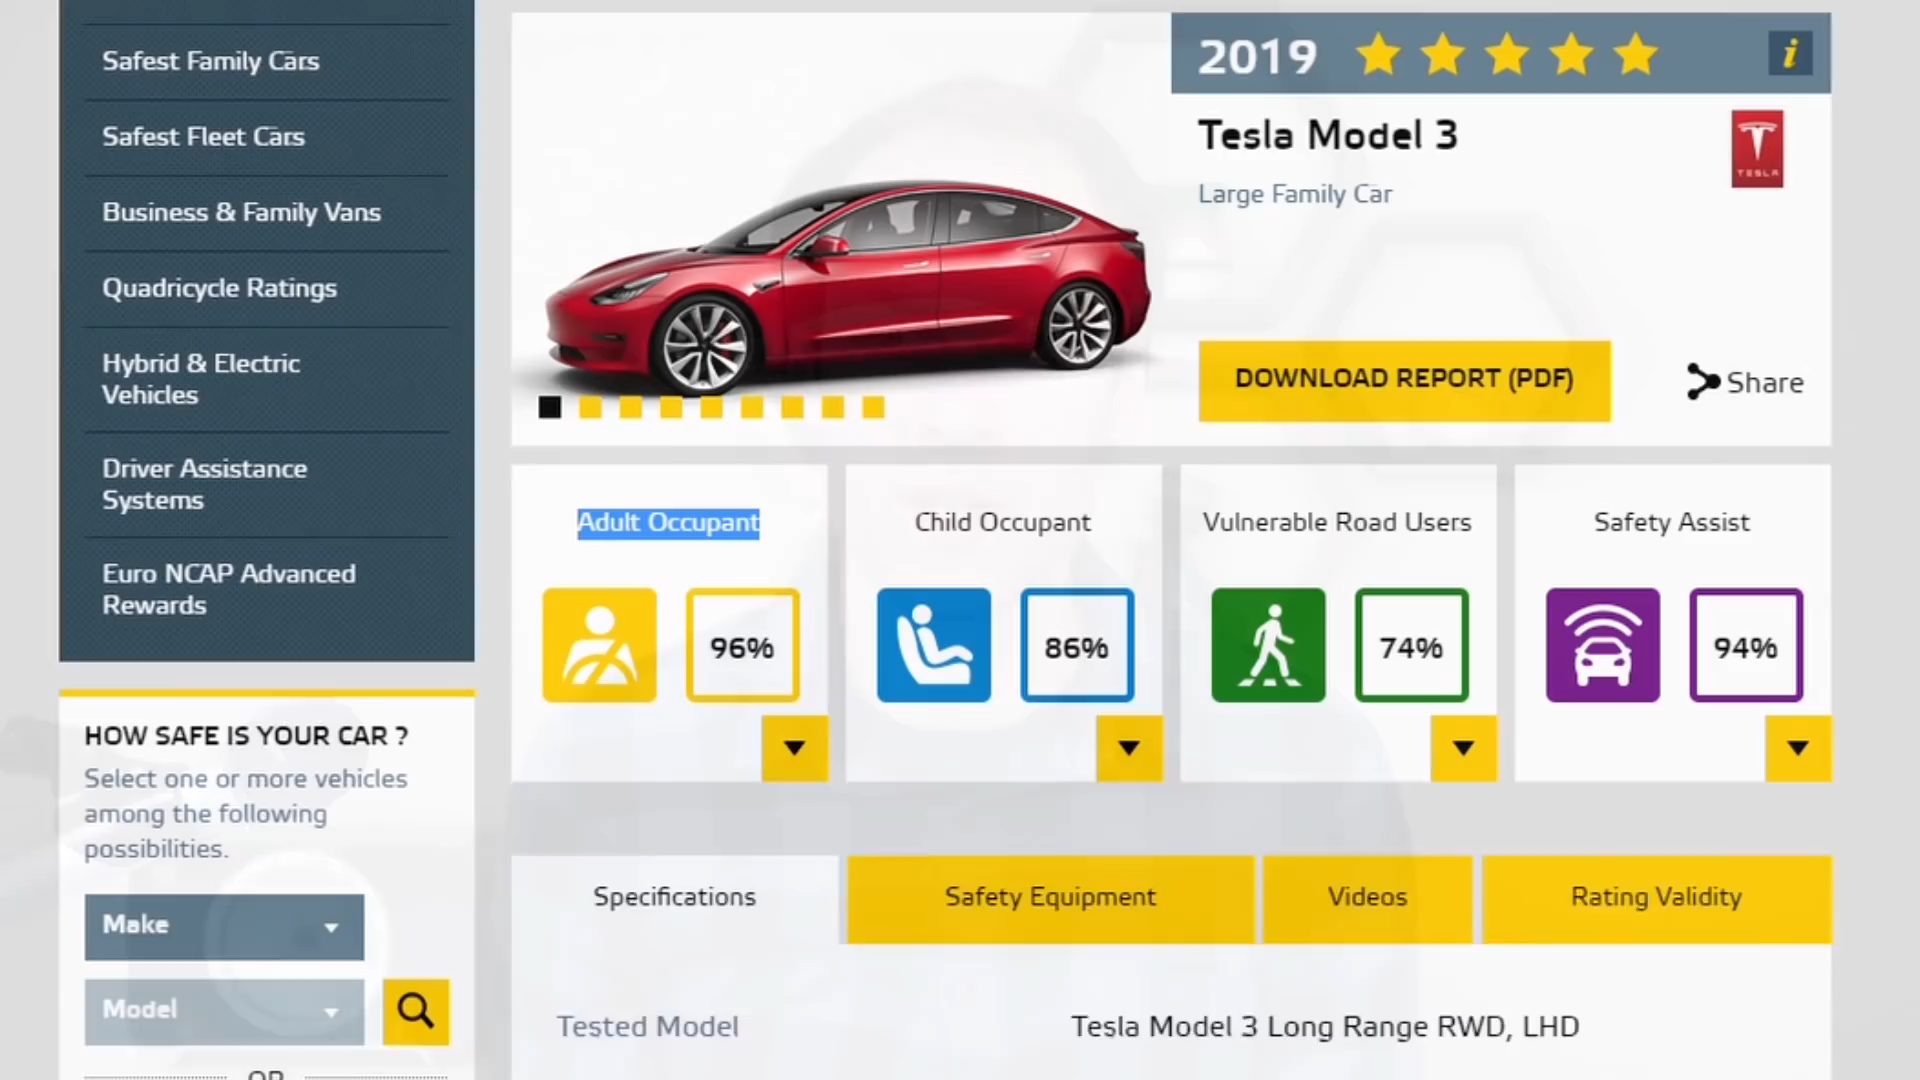 Safest Family Cars
Safest Fleet Cars
Business & Family Vans
Quadricycle Ratings
Hybrid & Electric
Vehicles
Driver Assistance
Systems
Euro NCAP Advanced
Rewards
HOW SAFE IS YOUR CAR ?
Select one or more vehicles
among the following
possibilities.
Make
Model
OR
2019
i
Tesla Model 3
TESLA
Large Family Car
DOWNLOAD REPORT (PDF)
Share
Adult Occupant
96%
Child Occupant
86%
Vulnerable Road Users
74%
Safety Assist
94%
Specifications
Safety Equipment
Videos
Rating Validity
Tested Model
Tesla Model 3 Long Range RWD, LHD